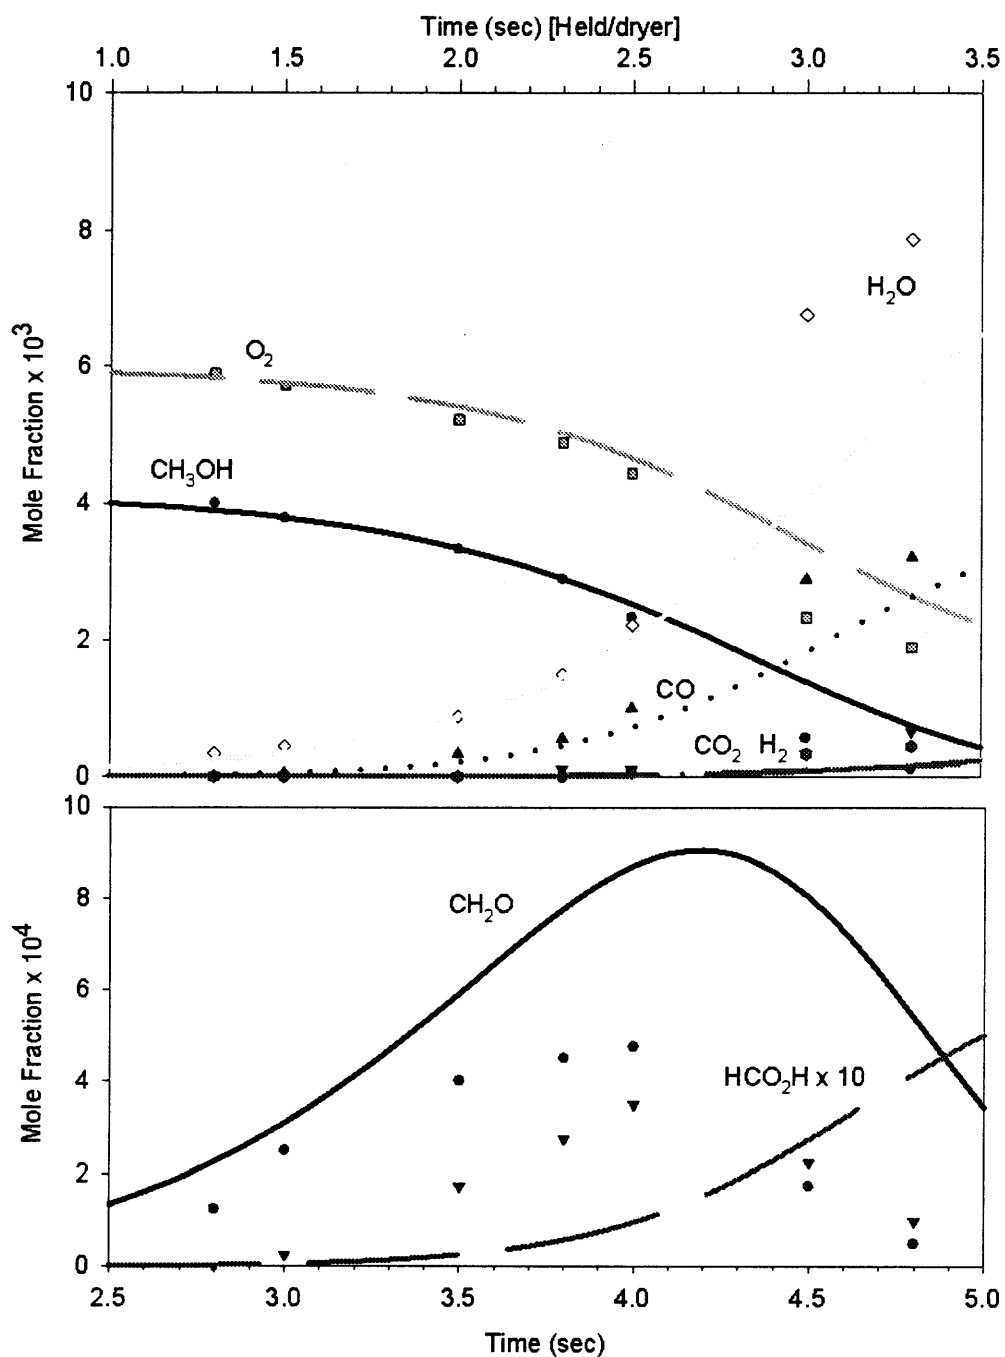 Time (sec) [Held/dryer]
1.0 1.5 2.0 2.5 3.0 3.5
10
8
6
4
2
0
Mole Fraction x 10³
O₂
CH₃OH
H₂O
CO
CO₂ H₂
10
8
6
4
2
0
Mole Fraction x 10⁴
CH₂O
HCO₂H x 10
2.5 3.0 3.5 4.0 4.5 5.0
Time (sec)